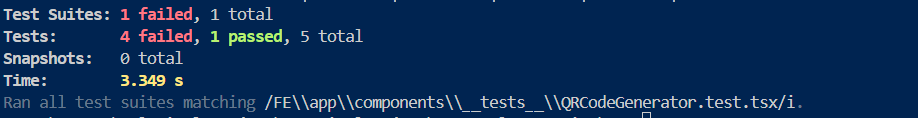 Test Suites: 1 failed, 1 total
Tests:       4 failed, 1 passed, 5 total
Snapshots:   0 total
Time:        3.349 s
Ran all test suites matching /FE\\app\\components\\__tests__\\QRCodeGenerator.test.tsx/i.